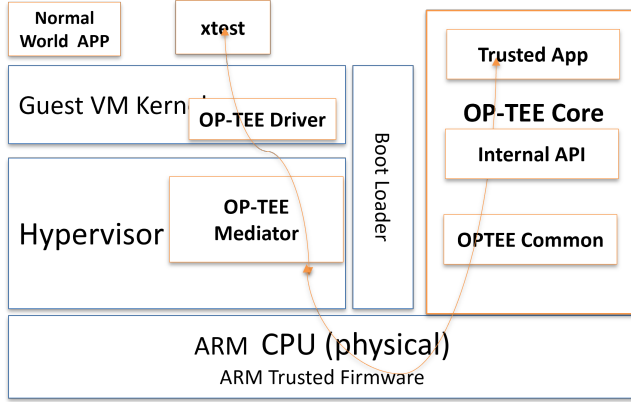 Normal
World APP
xtest
Guest VM Kernel
OP-TEE Driver
Hypervisor
OP-TEE
Mediator
Boot Loader
Trusted App
OP-TEE Core
Internal API
OPTEE Common
ARM CPU (physical)
ARM Trusted Firmware